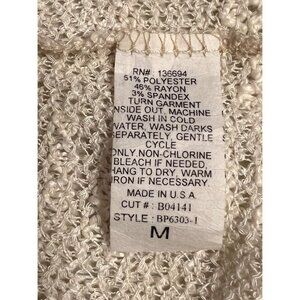 RN# : 136694
51% POLYESTER
46% RAYON
3% SPANDEX
TURN GARMENT
INSIDE OUT, MACHINE
WASH IN COLD
WATER, WASH DARKS
SEPARATELY, GENTLE
CYCLE
ONLY NON-CHLORINE
BLEACH IF NEEDED,
HANG TO DRY, WARM
IRON IF NEEDED
MADE IN U.S.A
CUT # : B04141
STYLE : BP6303-1
M